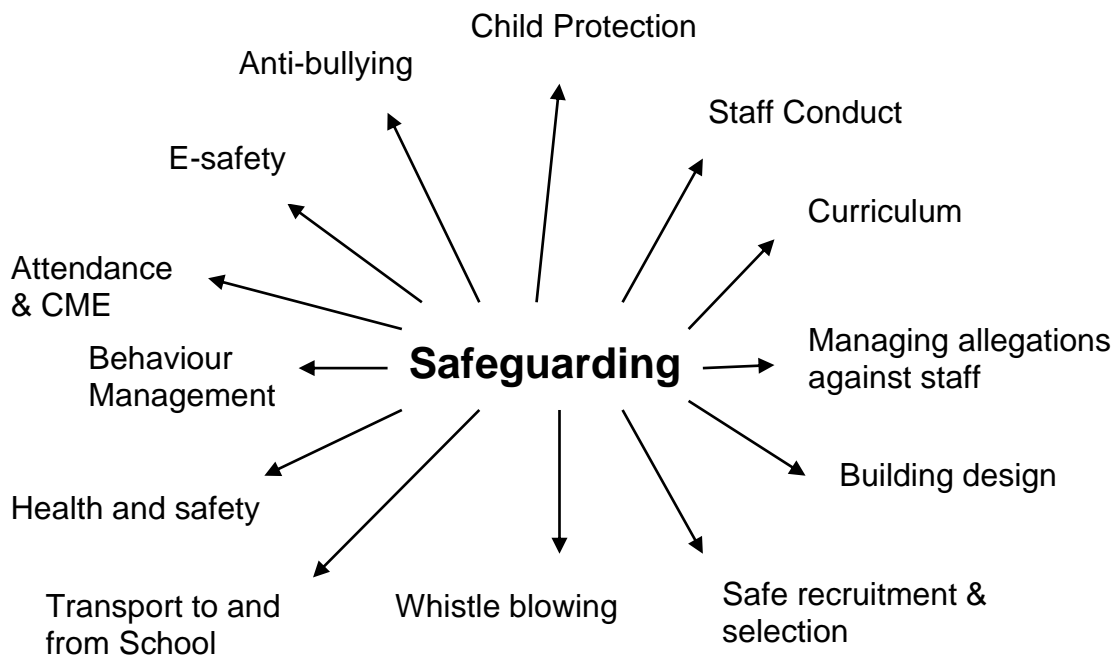 Child Protection
Anti-bullying
Staff Conduct
E-safety
Curriculum
Attendance
& CME
Managing allegations
against staff
Behaviour
Management
Safeguarding
Building design
Health and safety
Transport to and
from School
Whistle blowing
Safe recruitment &
selection